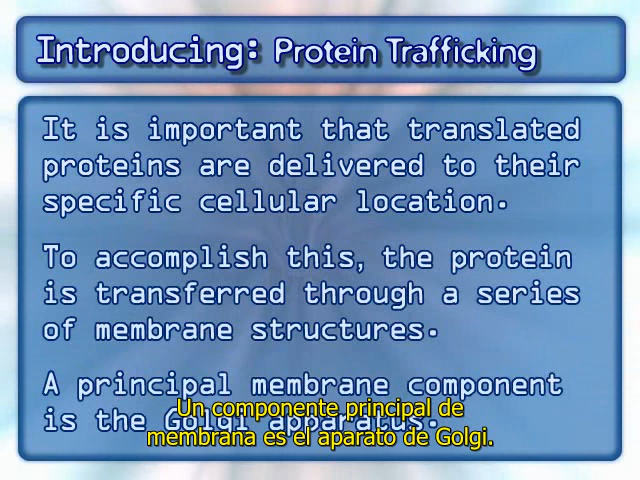 Introducing: Protein Trafficking
It is important that translated
proteins are delivered to their
specific cellular location.
To accomplish this, the protein
is transferred through a series
of membrane structures.
A principal membrane component
is the Golgi apparatus.
Un componente principal de
membrana es el aparato de Golgi.